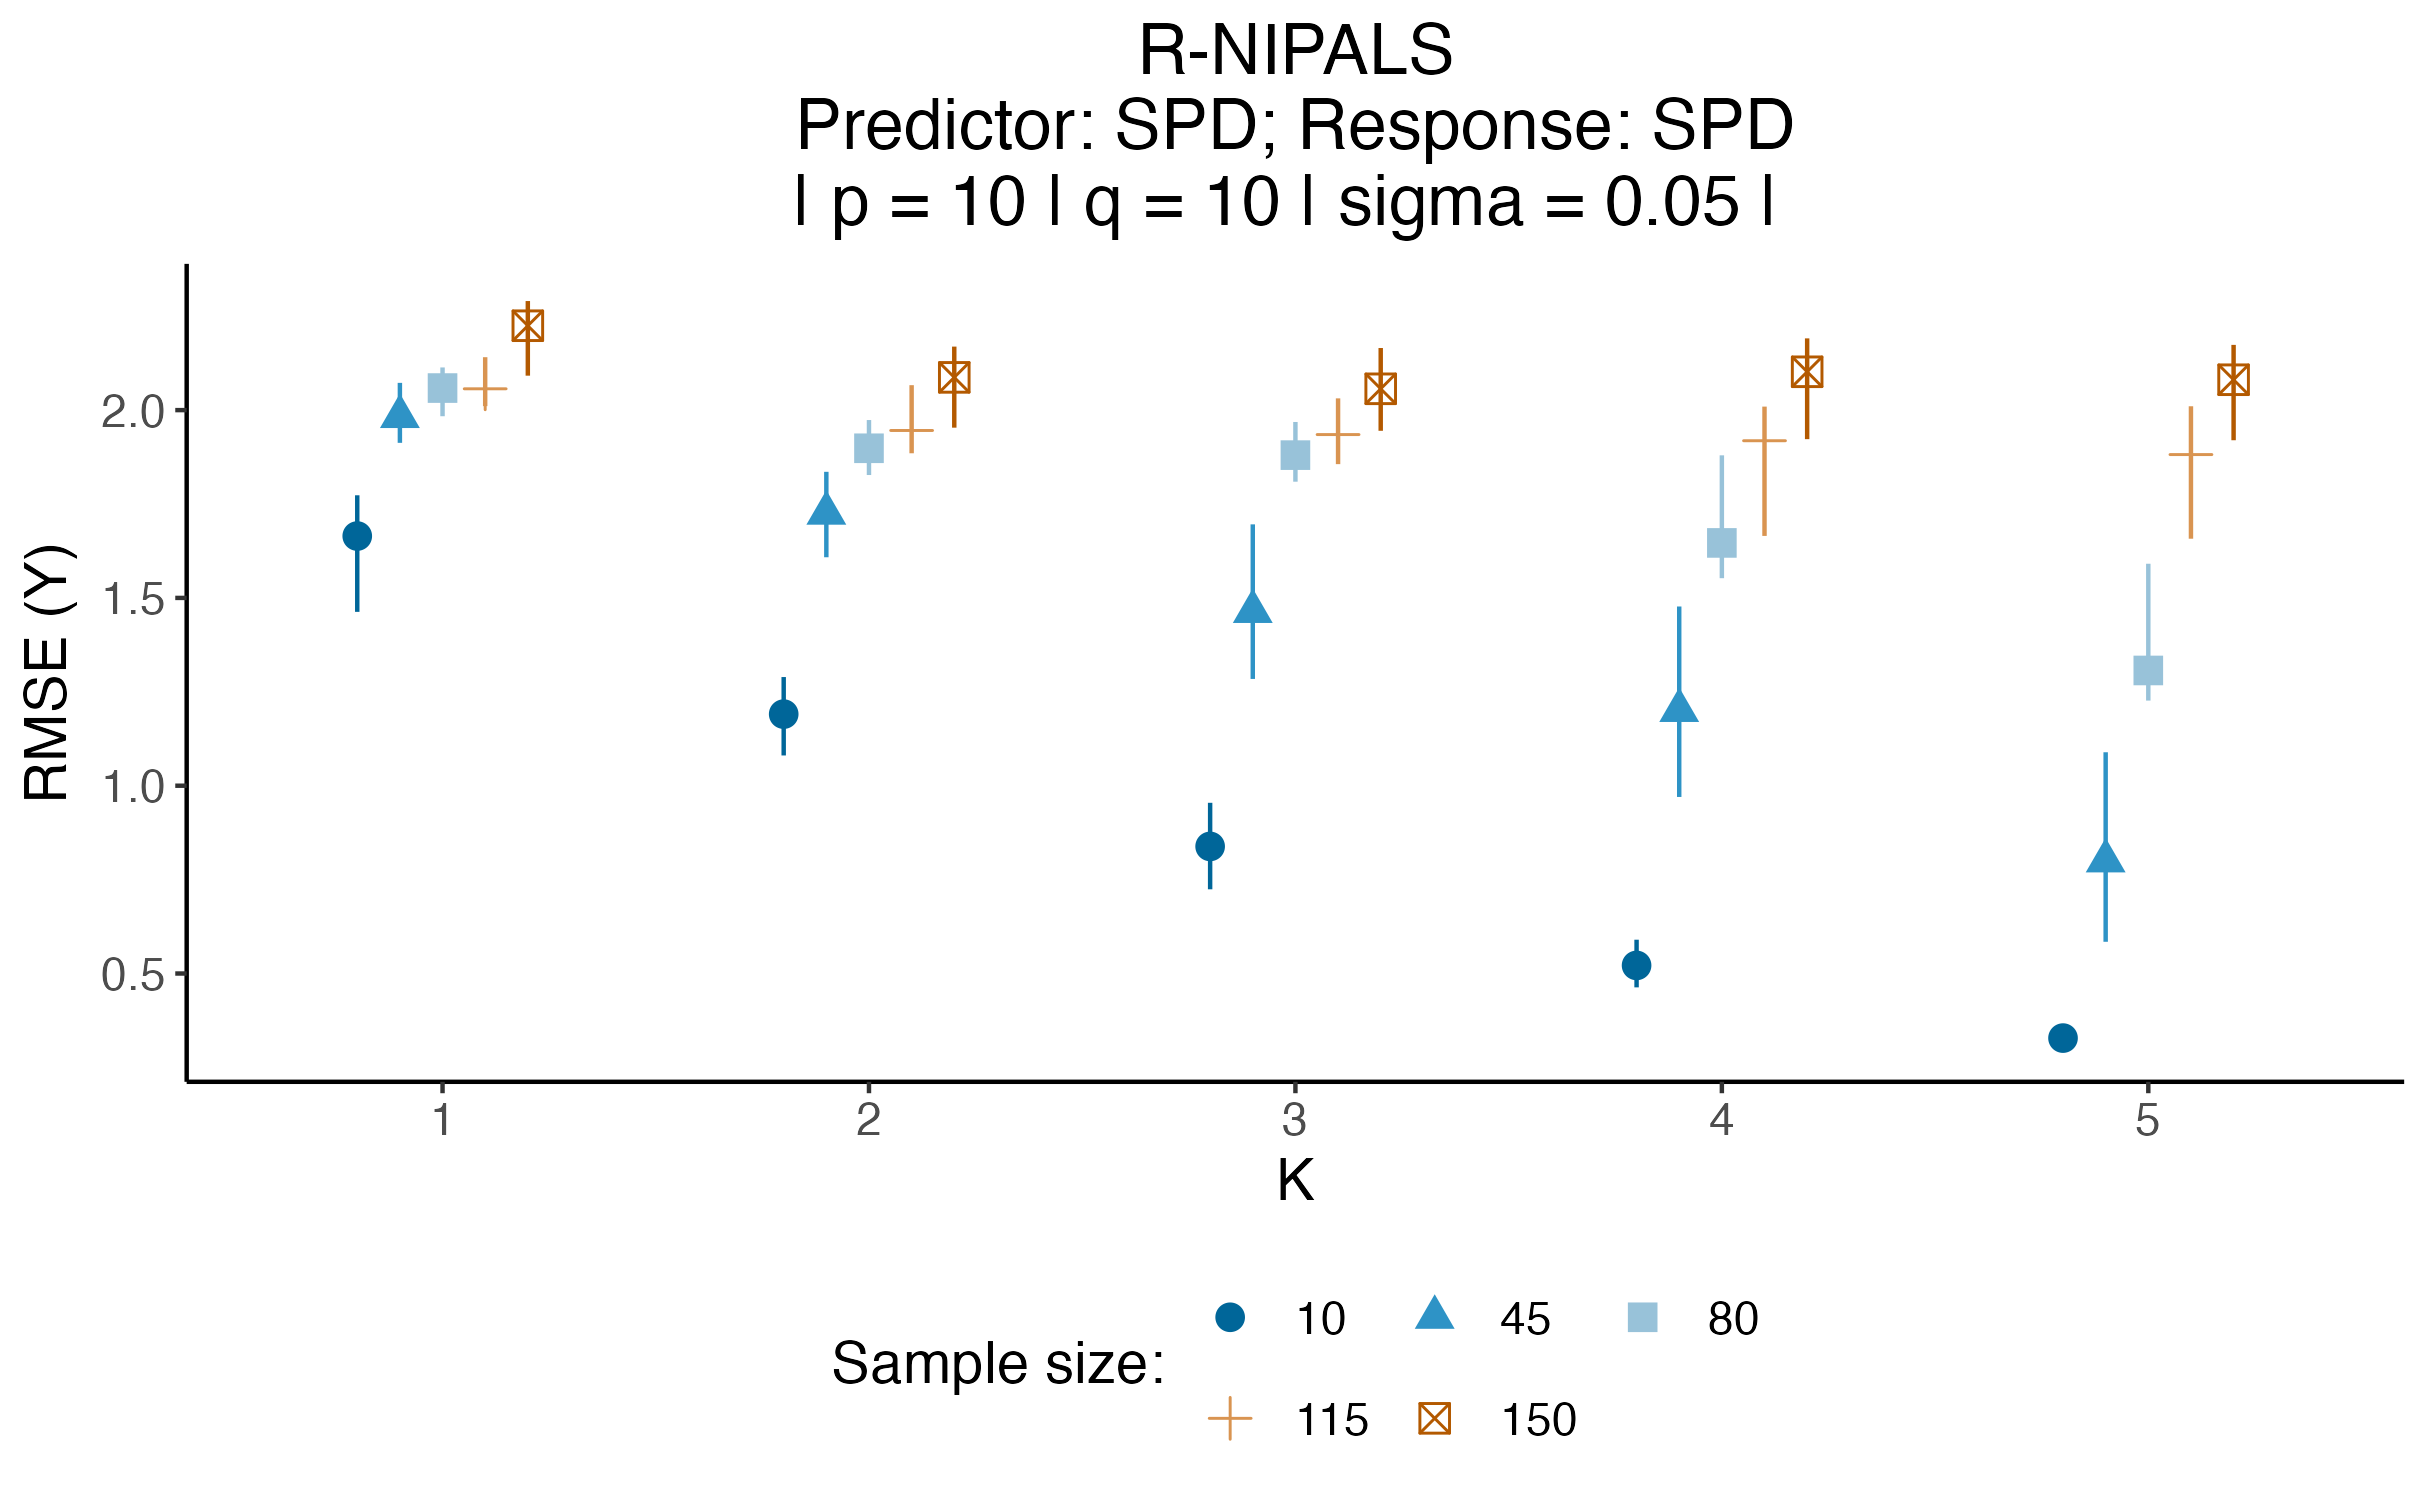 R-NIPALS
Predictor: SPD; Response: SPD
| p = 10 | q = 10 | sigma = 0.05 |
RMSE (Y)
2.0
1.5
1.0
0.5
1 2 3 4 5
K
Sample size:
10 45 80
115 150